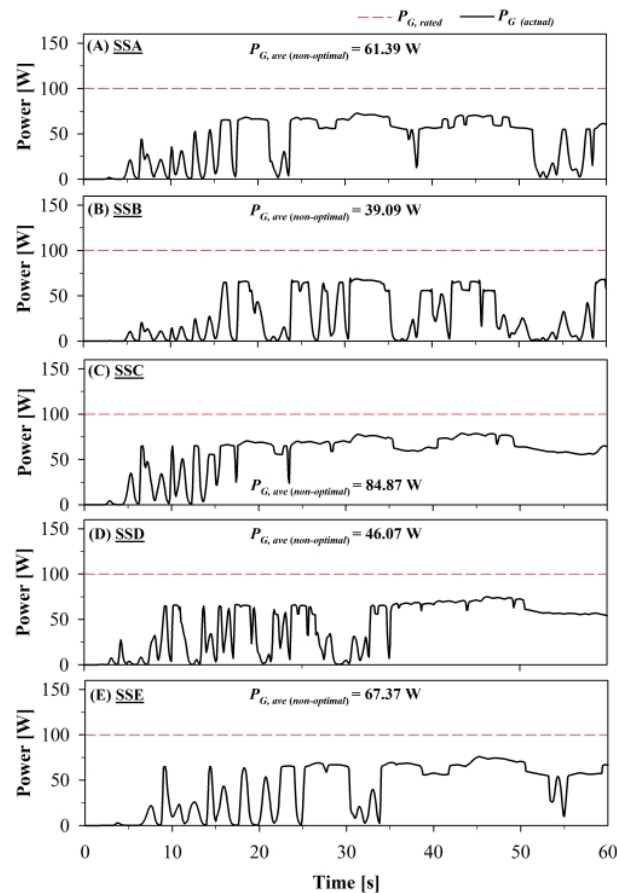 P_G, rated P_G (actual)
(A) SSA P_G, ave (non-optimal) = 61.39 W
150
100
50
0
Power [W]
(B) SSB P_G, ave (non-optimal) = 39.09 W
150
100
50
0
Power [W]
(C) SSC
150
100
50
0
Power [W]
P_G, ave (non-optimal) = 84.87 W
(D) SSD P_G, ave (non-optimal) = 46.07 W
150
100
50
0
Power [W]
(E) SSE P_G, ave (non-optimal) = 67.37 W
150
100
50
0
Power [W]
0 10 20 30 40 50 60
Time [s]